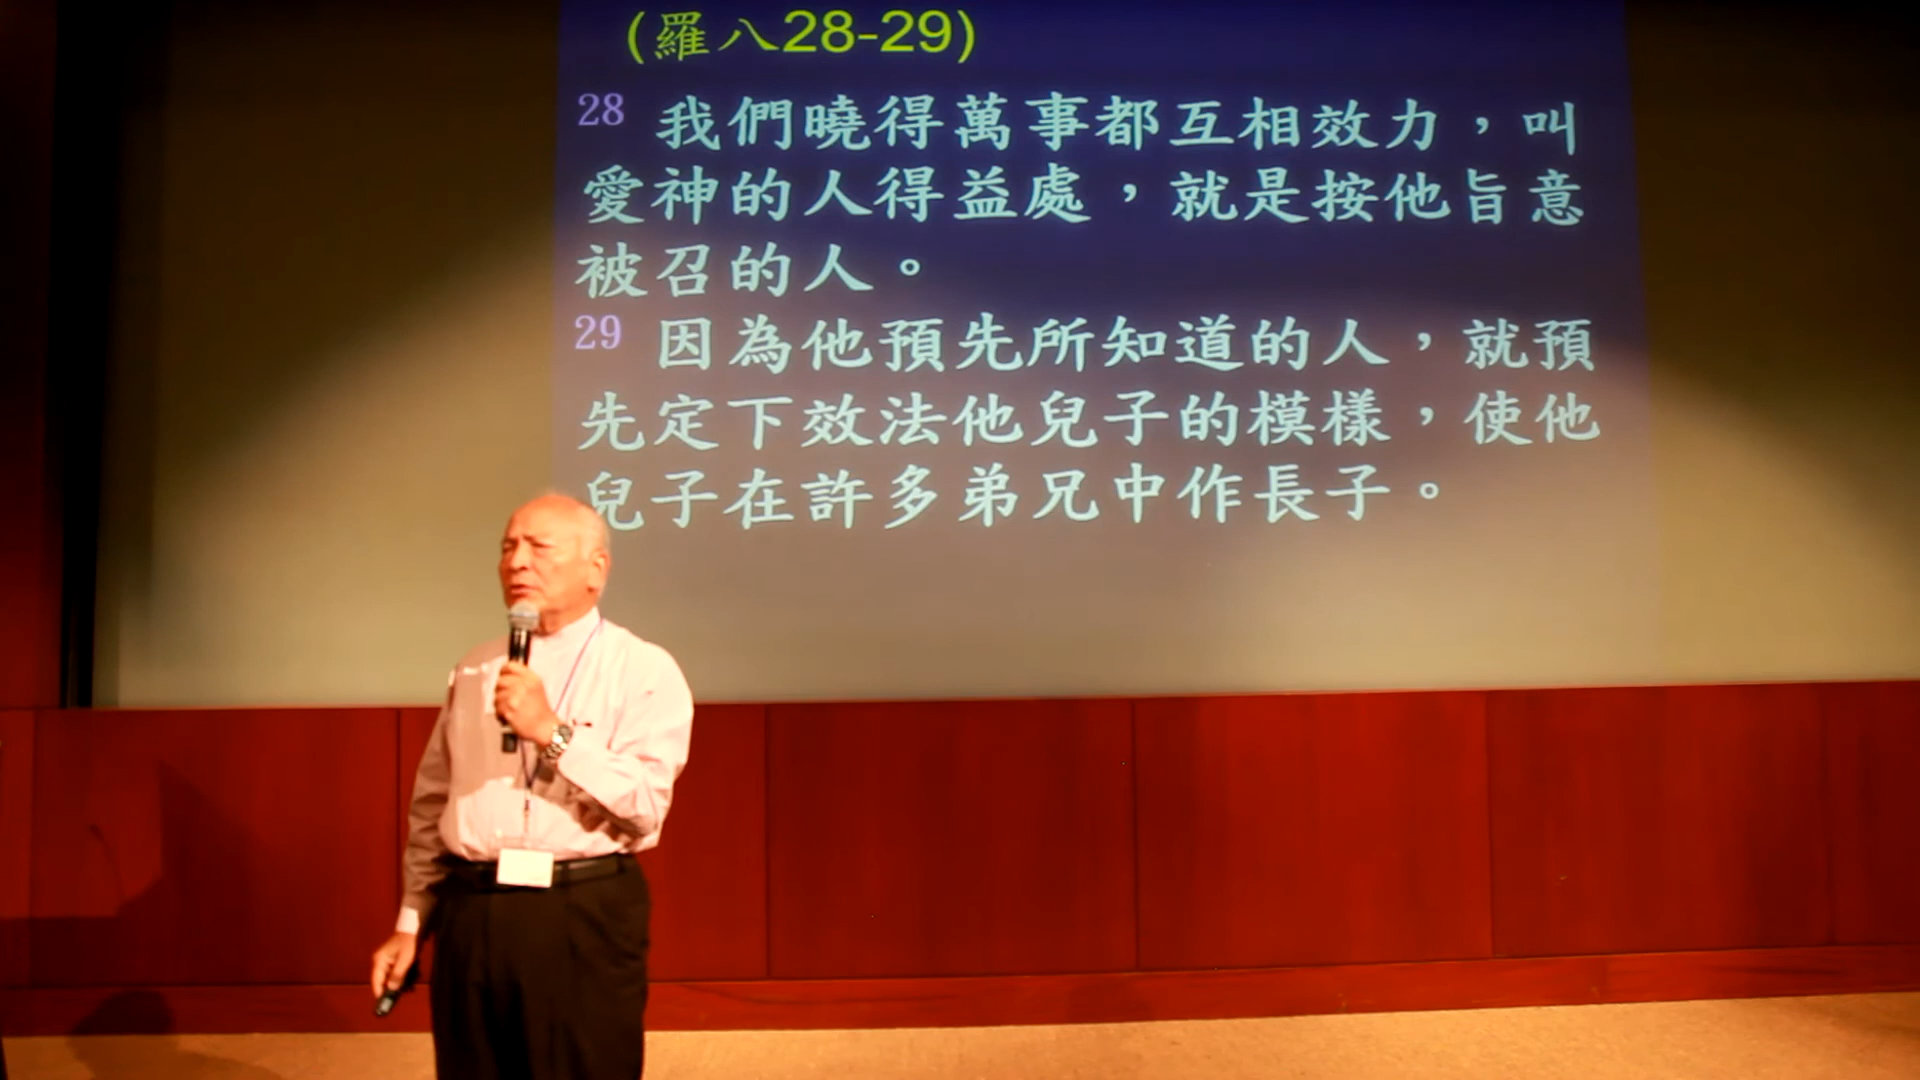 (羅八28-29)
28 我們曉得萬事都互相效力，叫
愛神的人得益處，就是按他旨意
被召的人。
29 因為他預先所知道的人，就預
先定下效法他兒子的模樣，使他
兒子在許多弟兄中作長子。